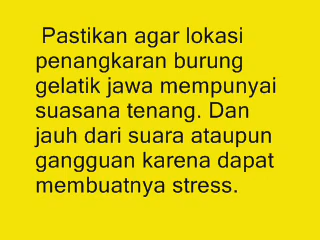 Pastikan agar lokasi
penangkaran burung
gelatik jawa mempunyai
suasana tenang. Dan
jauh dari suara ataupun
gangguan karena dapat
membuatnya stress.